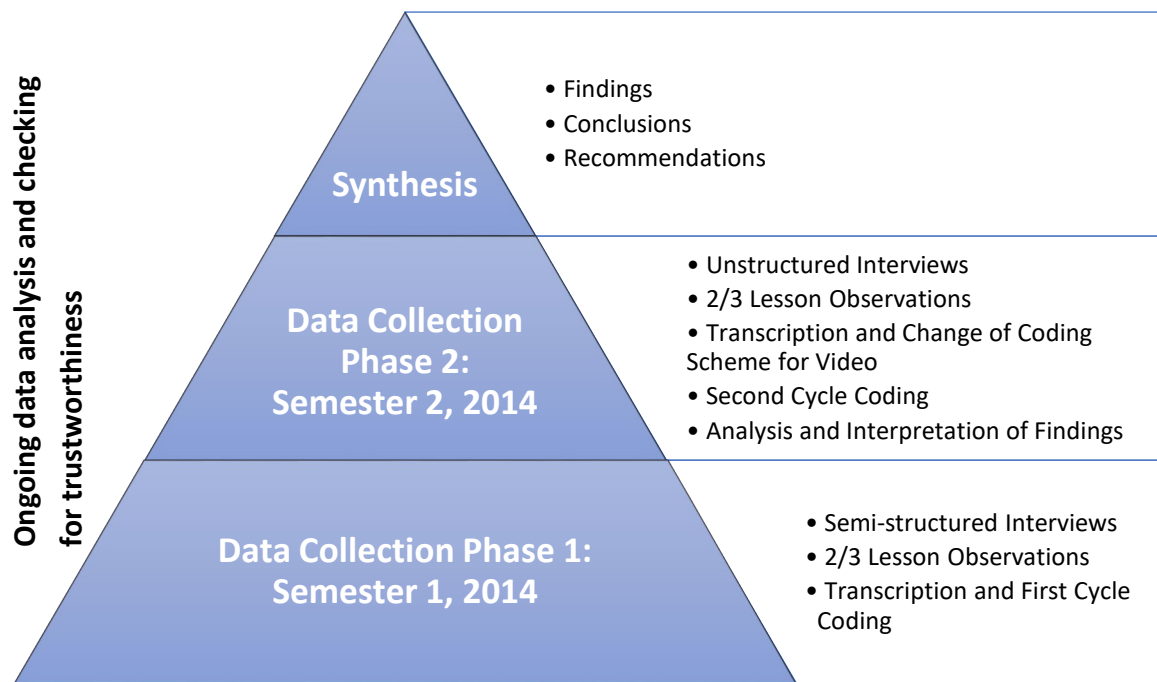 Ongoing data analysis and checking
for trustworthiness
Synthesis
• Findings
• Conclusions
• Recommendations
Data Collection
Phase 2:
Semester 2, 2014
• Unstructured Interviews
• 2/3 Lesson Observations
• Transcription and Change of Coding
Scheme for Video
• Second Cycle Coding
• Analysis and Interpretation of Findings
Data Collection Phase 1:
Semester 1, 2014
• Semi-structured Interviews
• 2/3 Lesson Observations
• Transcription and First Cycle
Coding